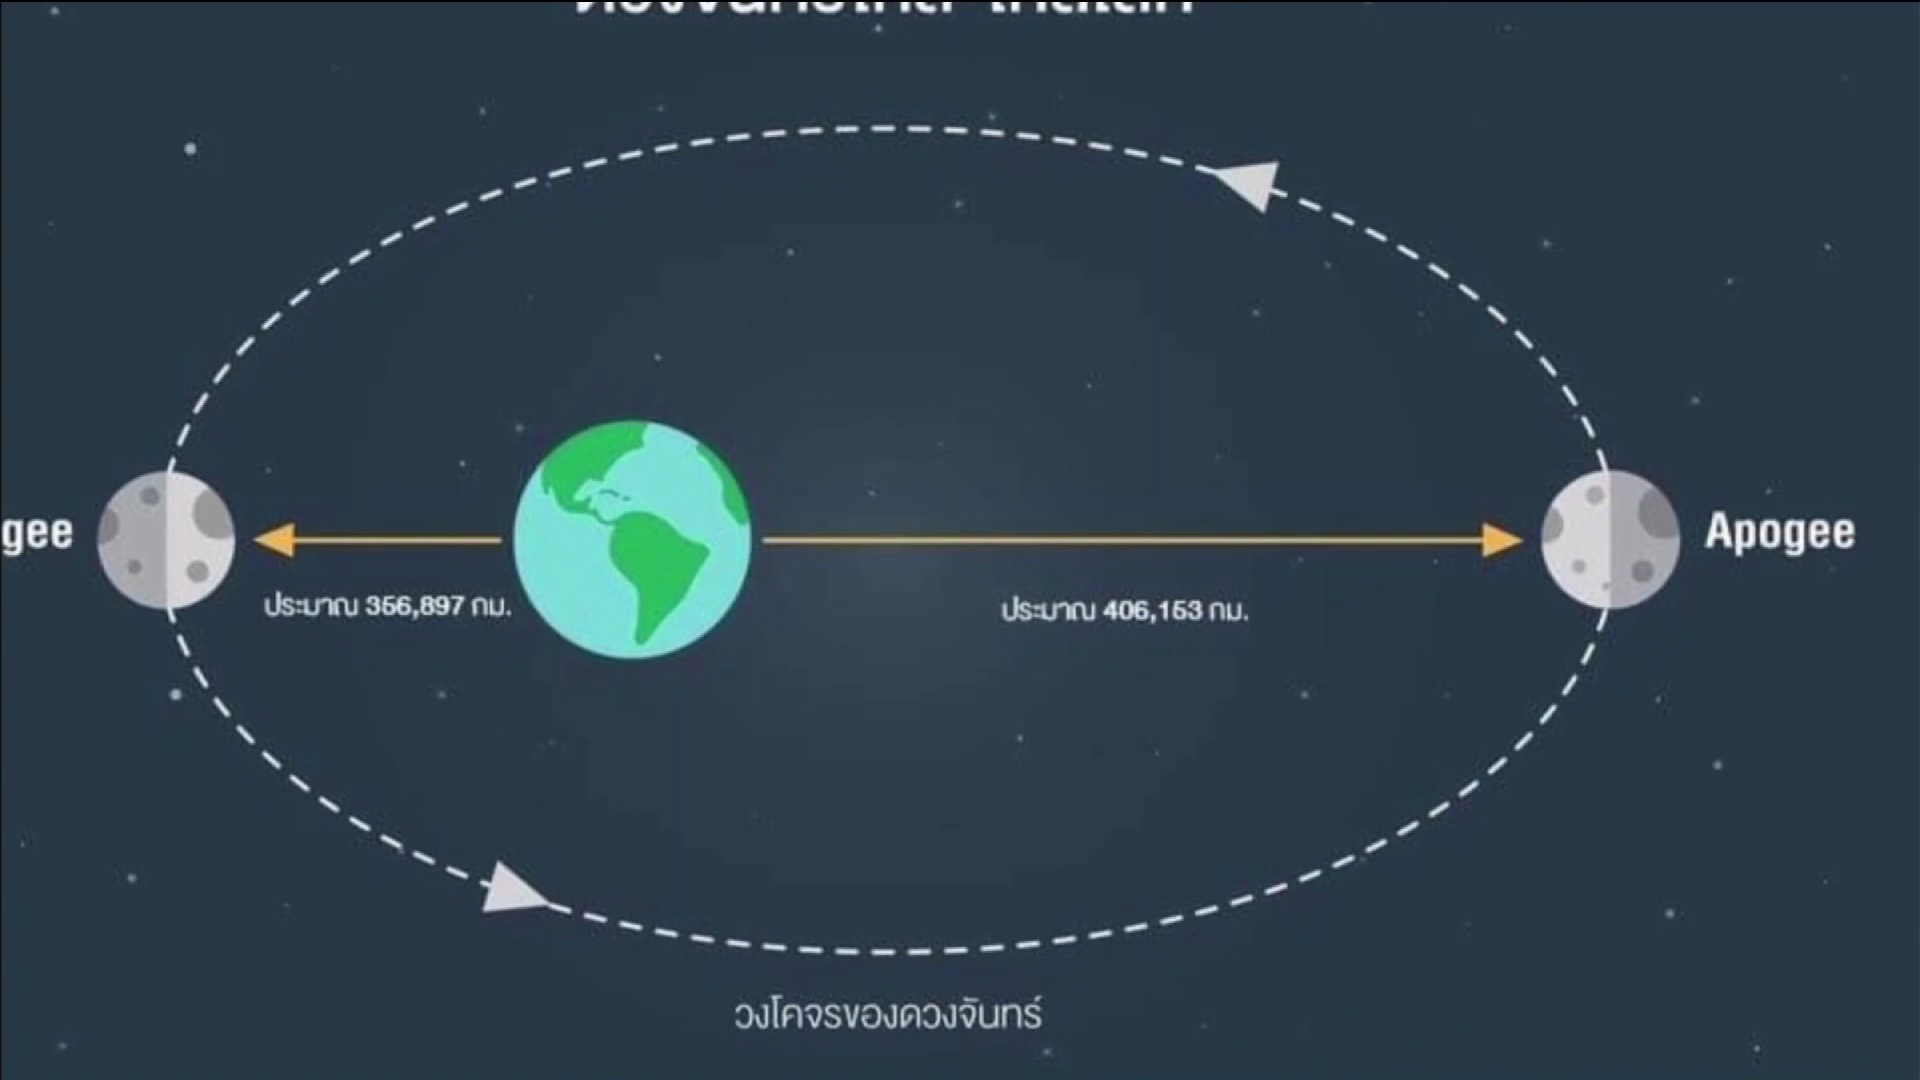 gee
Apogee
ประมาณ 356,897 กม.
ประมาณ 406,153 กม.
วงโคจรของดวงจันทร์